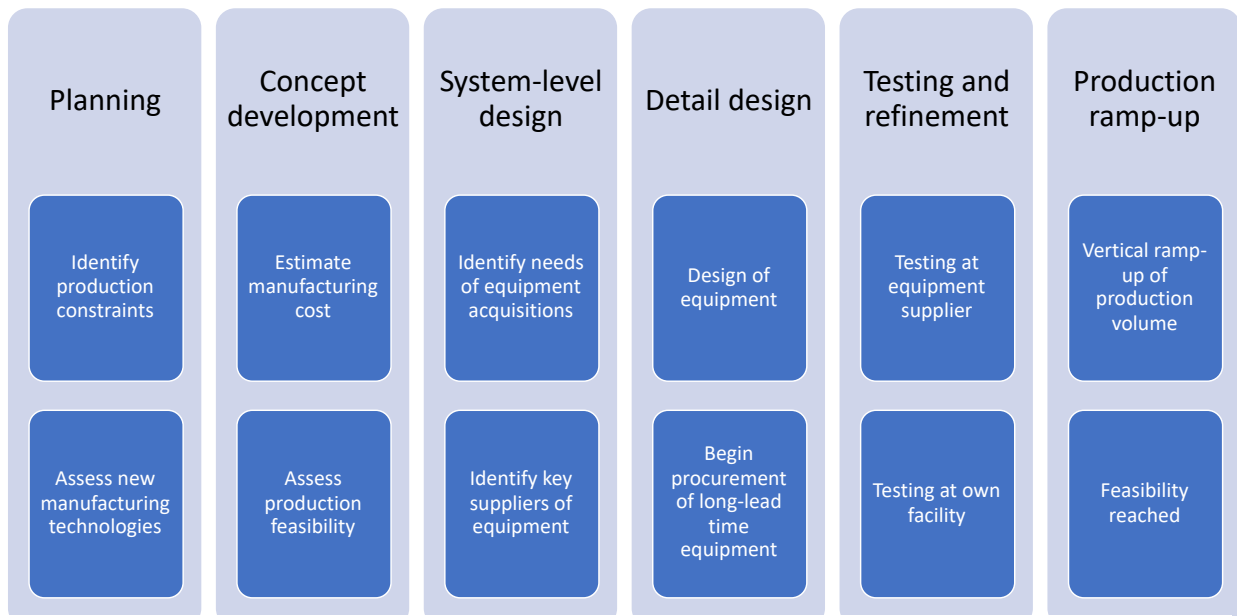 Planning
Concept
development
System-level
design
Detail design
Testing and
refinement
Production
ramp-up
Identify
production
constraints
Estimate
manufacturing
cost
Identify needs
of equipment
acquisitions
Design of
equipment
Testing at
equipment
supplier
Vertical ramp-
up of
production
volume
Assess new
manufacturing
technologies
Assess
production
feasibility
Identify key
suppliers of
equipment
Begin
procurement
of long-lead
time
equipment
Testing at own
facility
Feasibility
reached